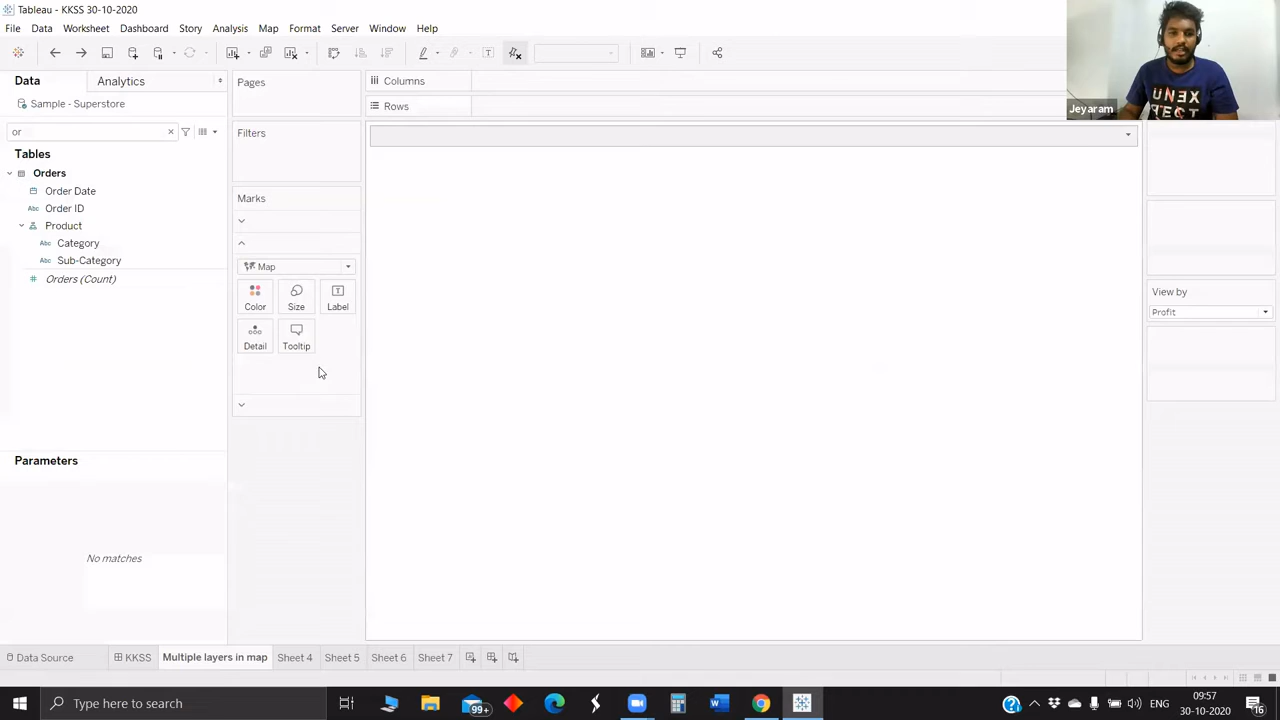 Tableau - KKSS 30-10-2020
File Data Worksheet Dashboard Story Analysis Map Format Server Window Help
Data Analytics
Pages
Columns
Sample - Superstore
Rows
Jeyaram
or
Filters
Tables
Orders
Order Date
Marks
Order ID
Product
Category
Sub-Category
Map
Orders (Count)
Color Size Label
View by
Profit
Detail Tooltip
Parameters
No matches
Data Source KKSS Multiple layers in map Sheet 4 Sheet 5 Sheet 6 Sheet 7
Type here to search
99+
ENG
09:57
30-10-2020
16